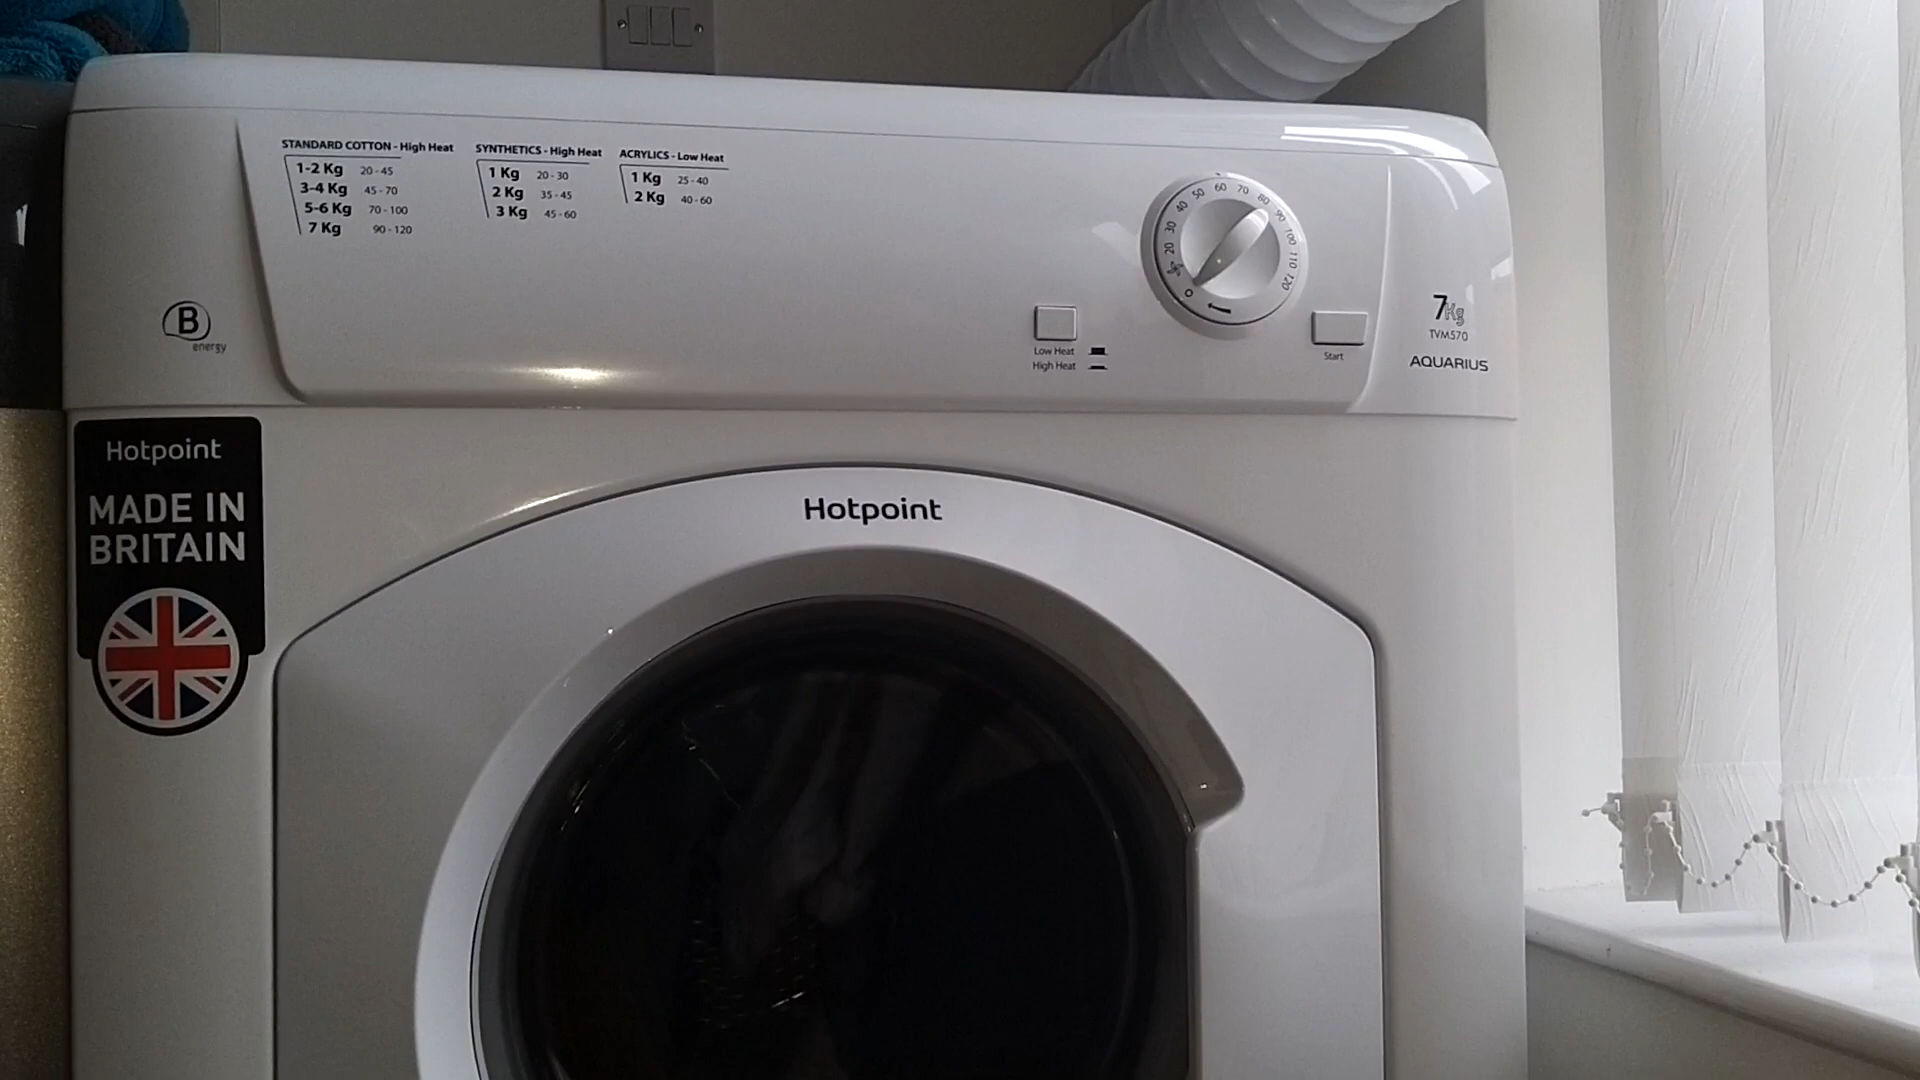 STANDARD COTTON - High Heat
1-2 Kg 20 - 45
3-4 Kg 45 - 70
5-6 Kg 70 - 100
7 Kg 90 - 120
SYNTHETICS - High Heat
1 Kg 20 - 30
2 Kg 35 - 45
3 Kg 45 - 60
ACRYLICS - Low Heat
1 Kg 25 - 40
2 Kg 40 - 60
0 20 30 40 50 60 70 80 90 100 110 120
B
energy
Low Heat
High Heat
Start
7Kg
TVM570
AQUARIUS
Hotpoint
MADE IN
BRITAIN
Hotpoint